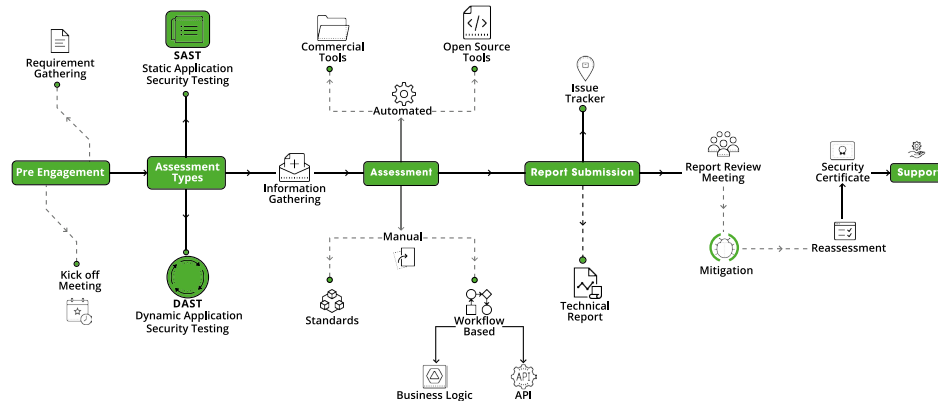 Requirement
Gathering
Pre Engagement
Kick off
Meeting
SAST
Static Application
Security Testing
Assessment
Types
DAST
Dynamic Application
Security Testing
Information
Gathering
Commercial
Tools
Open Source
Tools
Automated
Assessment
Manual
Standards
Workflow
Based
Business Logic
API
API
Issue
Tracker
Report Submission
Technical
Report
Report Review
Meeting
Mitigation
Reassessment
Security
Certificate
Support